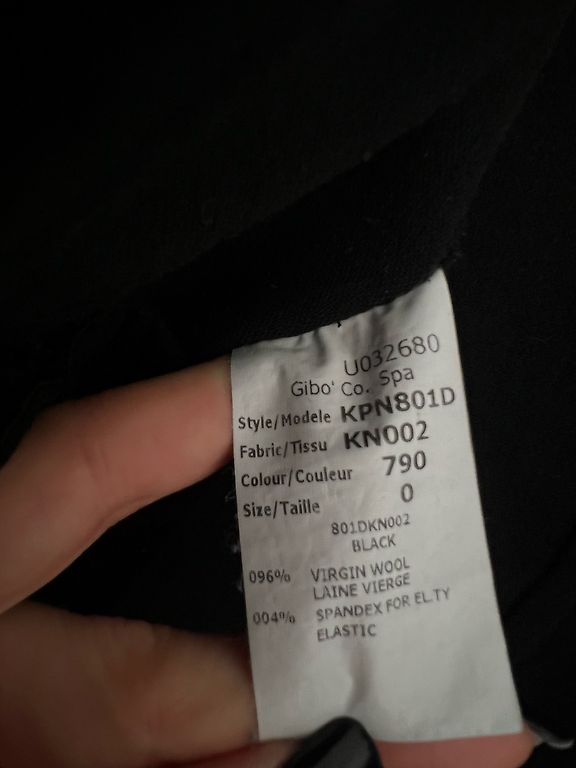 U032680
Gibo' Co. Spa
Style/Modele KPN801D
Fabric/Tissu KN002
Colour/Couleur 790
Size/Taille 0
801DKN002
BLACK
096% VIRGIN WOOL
LAINE VIERGE
004% SPANDEX FOR EL.TY
ELASTIC